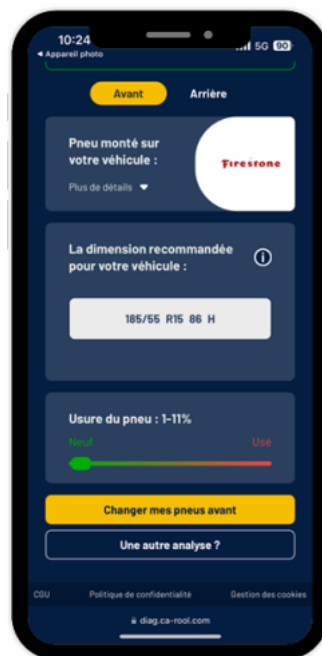 10:24
5G 90
◀ Appareil photo
Avant Arrière
Pneu monté sur
votre véhicule :
Firestone
Plus de détails ▼
La dimension recommandée
pour votre véhicule :
185/55 R15 86 H
Usure du pneu : 1-11%
Neuf Usé
Changer mes pneus avant
Une autre analyse ?
CGU Politique de confidentialité Gestion des cookies
diag.ca-rool.com